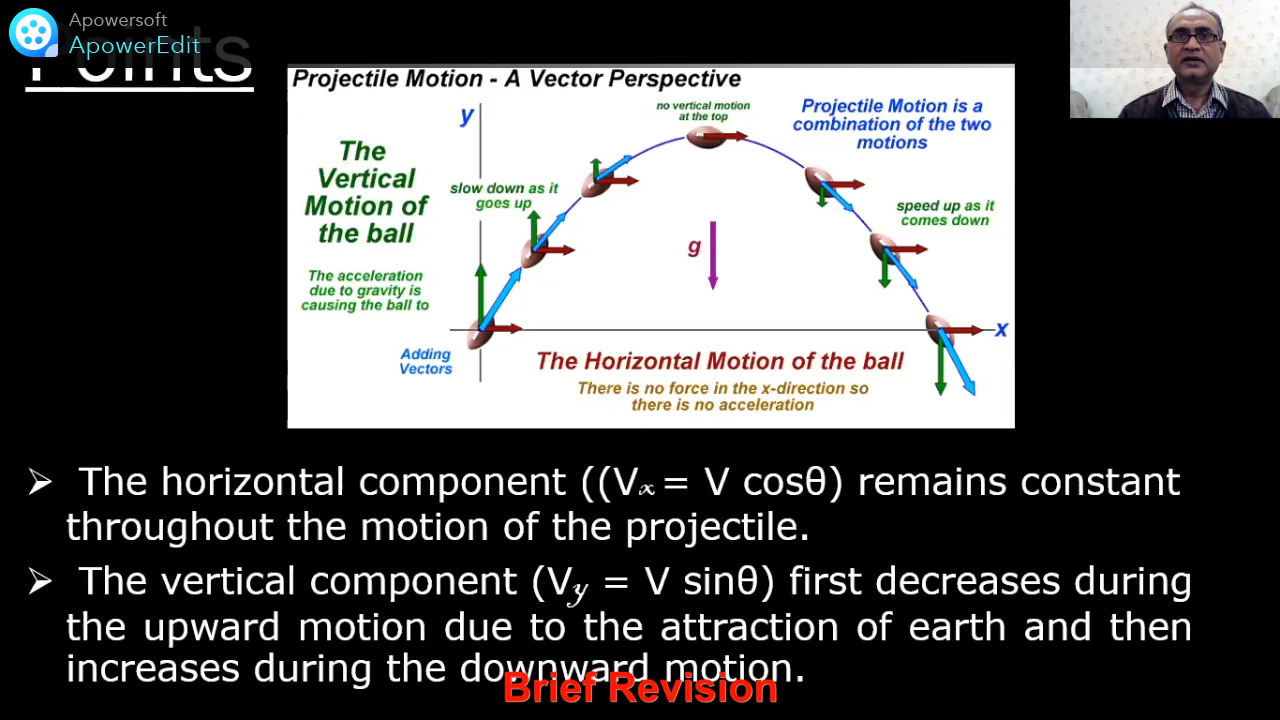 Apowersoft
ApowerEdit
Points
Projectile Motion - A Vector Perspective
y
no vertical motion
at the top
Projectile Motion is a
combination of the two
motions
The
Vertical
Motion of
the ball
slow down as it
goes up
speed up as it
comes down
g
The acceleration
due to gravity is
causing the ball to
x
Adding
Vectors
The Horizontal Motion of the ball
There is no force in the x-direction so
there is no acceleration
➢ The horizontal component ((Vx = V cosθ) remains constant
throughout the motion of the projectile.
➢ The vertical component (Vy = V sinθ) first decreases during
the upward motion due to the attraction of earth and then
increases during the downward motion.
Brief Revision